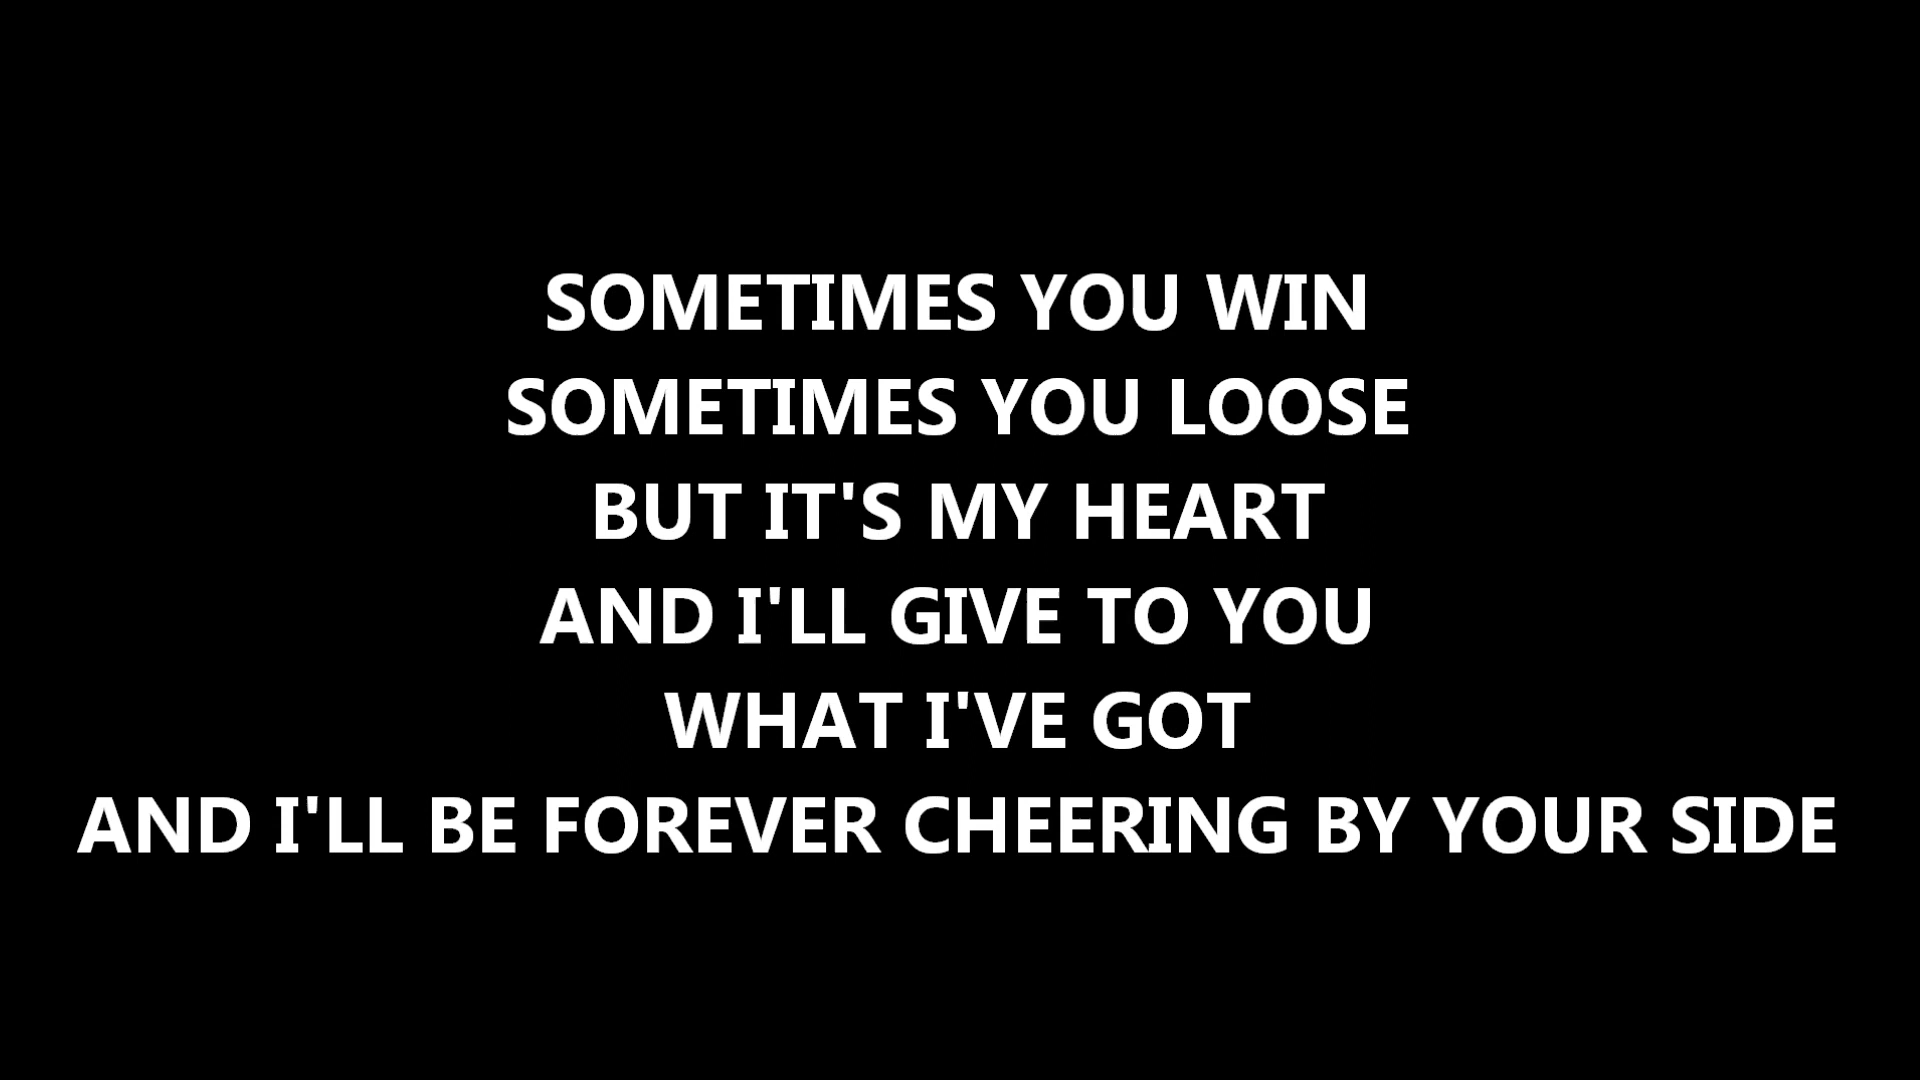 SOMETIMES YOU WIN
SOMETIMES YOU LOOSE
BUT IT'S MY HEART
AND I'LL GIVE TO YOU
WHAT I'VE GOT
AND I'LL BE FOREVER CHEERING BY YOUR SIDE